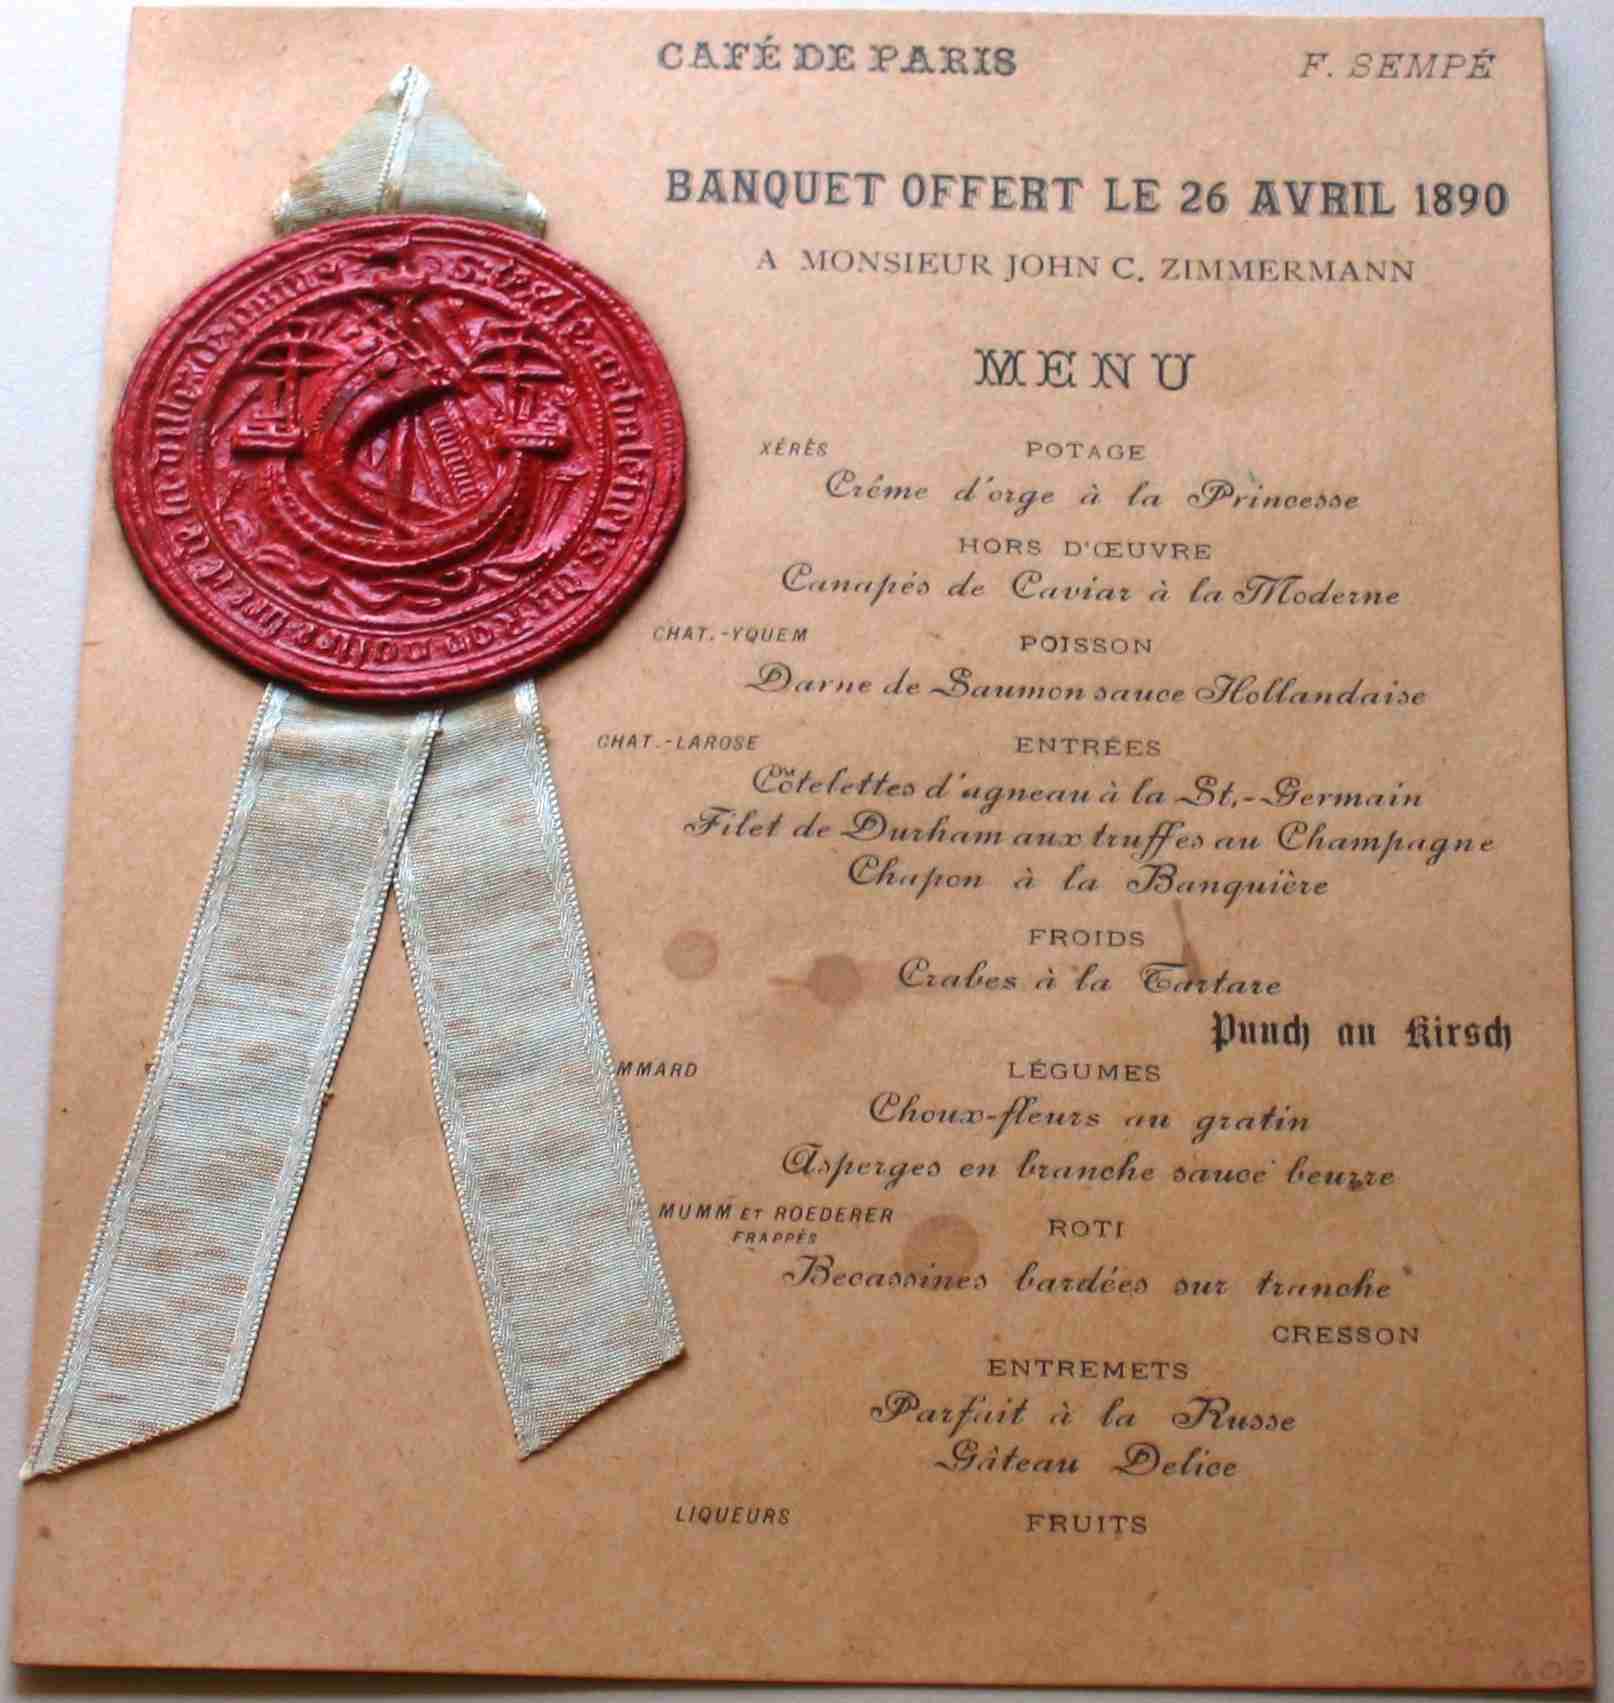 CAFÉ DE PARIS F. SEMPÉ
BANQUET OFFERT LE 26 AVRIL 1890
A MONSIEUR JOHN C. ZIMMERMANN
MENU
XÉRÈS POTAGE
Crême d'orge à la Princesse
HORS D'ŒUVRE
Canapés de Caviar à la Moderne
CHAT.-YQUEM POISSON
Darne de Saumon sauce Hollandaise
CHAT.-LAROSE ENTRÉES
Côtelettes d'agneau à la St.-Germain
Filet de Durham aux truffes au Champagne
Chapon à la Banquière
FROIDS
Crabes à la Tartare
Punch au Kirsch
MMARD LÉGUMES
Choux-fleurs au gratin
Asperges en branche sauce beurre
MUMM ET ROEDERER ROTI
FRAPPÉS
Becassines bardées sur tranche
CRESSON
ENTREMETS
Parfait à la Russe
Gâteau Delice
LIQUEURS FRUITS